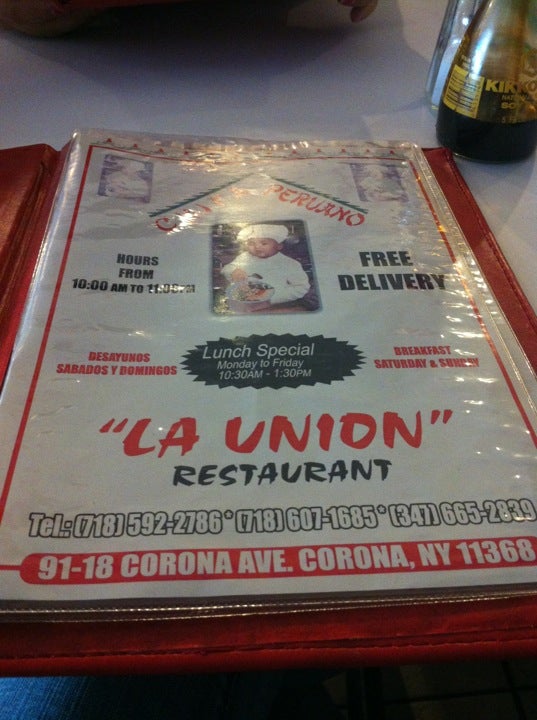 PERUANO
HOURS
FROM
10:00 AM TO 11:00PM
FREE
DELIVERY
Lunch Special
Monday to Friday
10:30AM - 1:30PM
DESAYUNOS
SABADOS Y DOMINGOS
BREAKFAST
SATURDAY & SUNDAY
"LA UNION"
RESTAURANT
Tel.: (718) 592-2786 * (718) 607-1685 * (347) 665-2839
91-18 CORONA AVE. CORONA, NY 11368